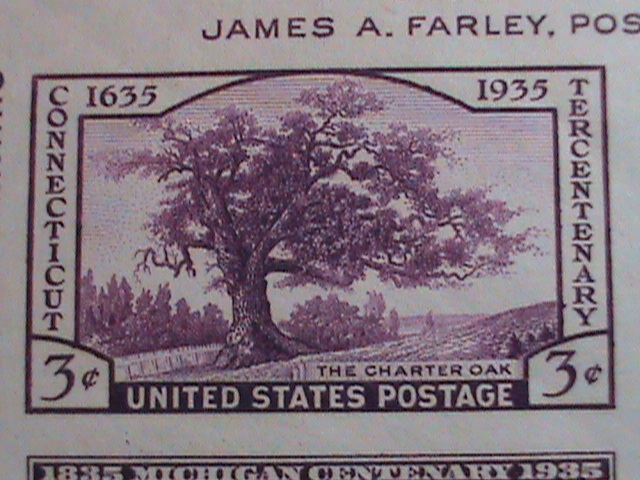 JAMES A. FARLEY, POS
1635 1935
CONNECTICUT
TERCENTENARY
3¢ THE CHARTER OAK 3¢
UNITED STATES POSTAGE
1835 MICHIGAN CENTENARY 1935